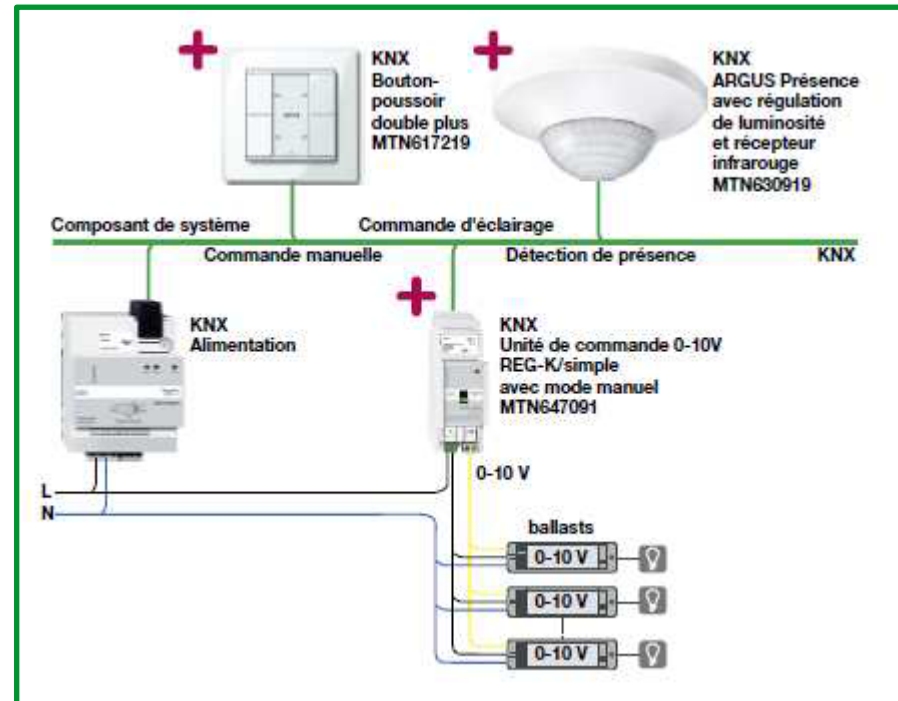 KNX
Bouton-
poussoir
double plus
MTN617219
KNX
ARGUS Présence
avec régulation
de luminosité
et récepteur
infrarouge
MTN630919
Composant de système
Commande d'éclairage
Commande manuelle
Détection de présence
KNX
KNX
Alimentation
KNX
Unité de commande 0-10V
REG-K/simple
avec mode manuel
MTN647091
0-10 V
L
N
ballasts
0-10 V
0-10 V
0-10 V